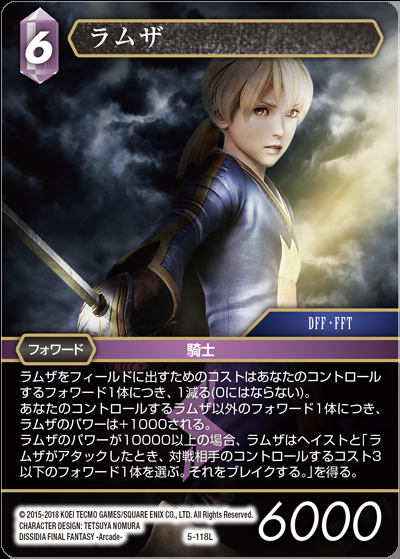 6
ラムザ
DFF・FFT
フォワード
騎士
ラムザをフィールドに出すためのコストはあなたのコントロール
するフォワード1体につき、1減る(0にはならない)。
あなたのコントロールするラムザ以外のフォワード1体につき、
ラムザのパワーは+1000される。
ラムザのパワーが10000以上の場合、ラムザはヘイストと「ラ
ムザがアタックしたとき、対戦相手のコントロールするコスト3
以下のフォワード1体を選ぶ。それをブレイクする。」を得る。
© 2015-2018 KOEI TECMO GAMES/SQUARE ENIX CO., LTD. All Rights Reserved.
CHARACTER DESIGN: TETSUYA NOMURA
DISSIDIA FINAL FANTASY -Arcade-
5-118L
6000